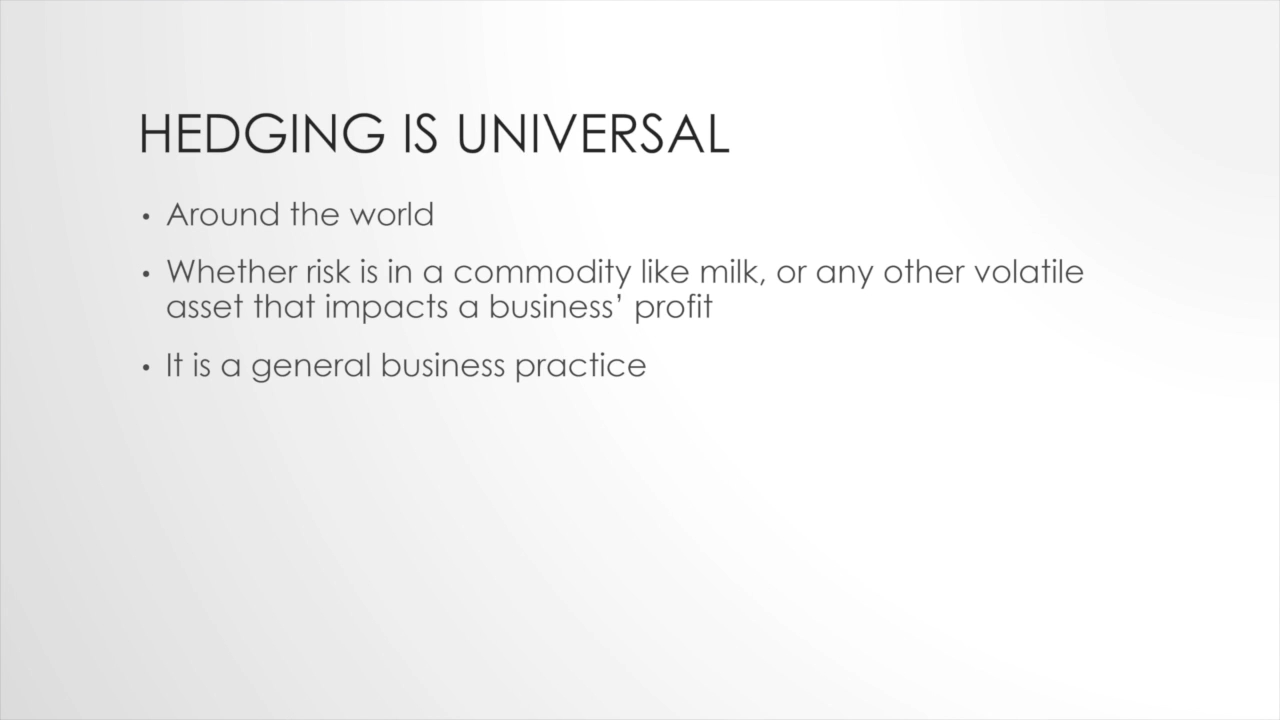 HEDGING IS UNIVERSAL
• Around the world
• Whether risk is in a commodity like milk, or any other volatile
asset that impacts a business’ profit
• It is a general business practice